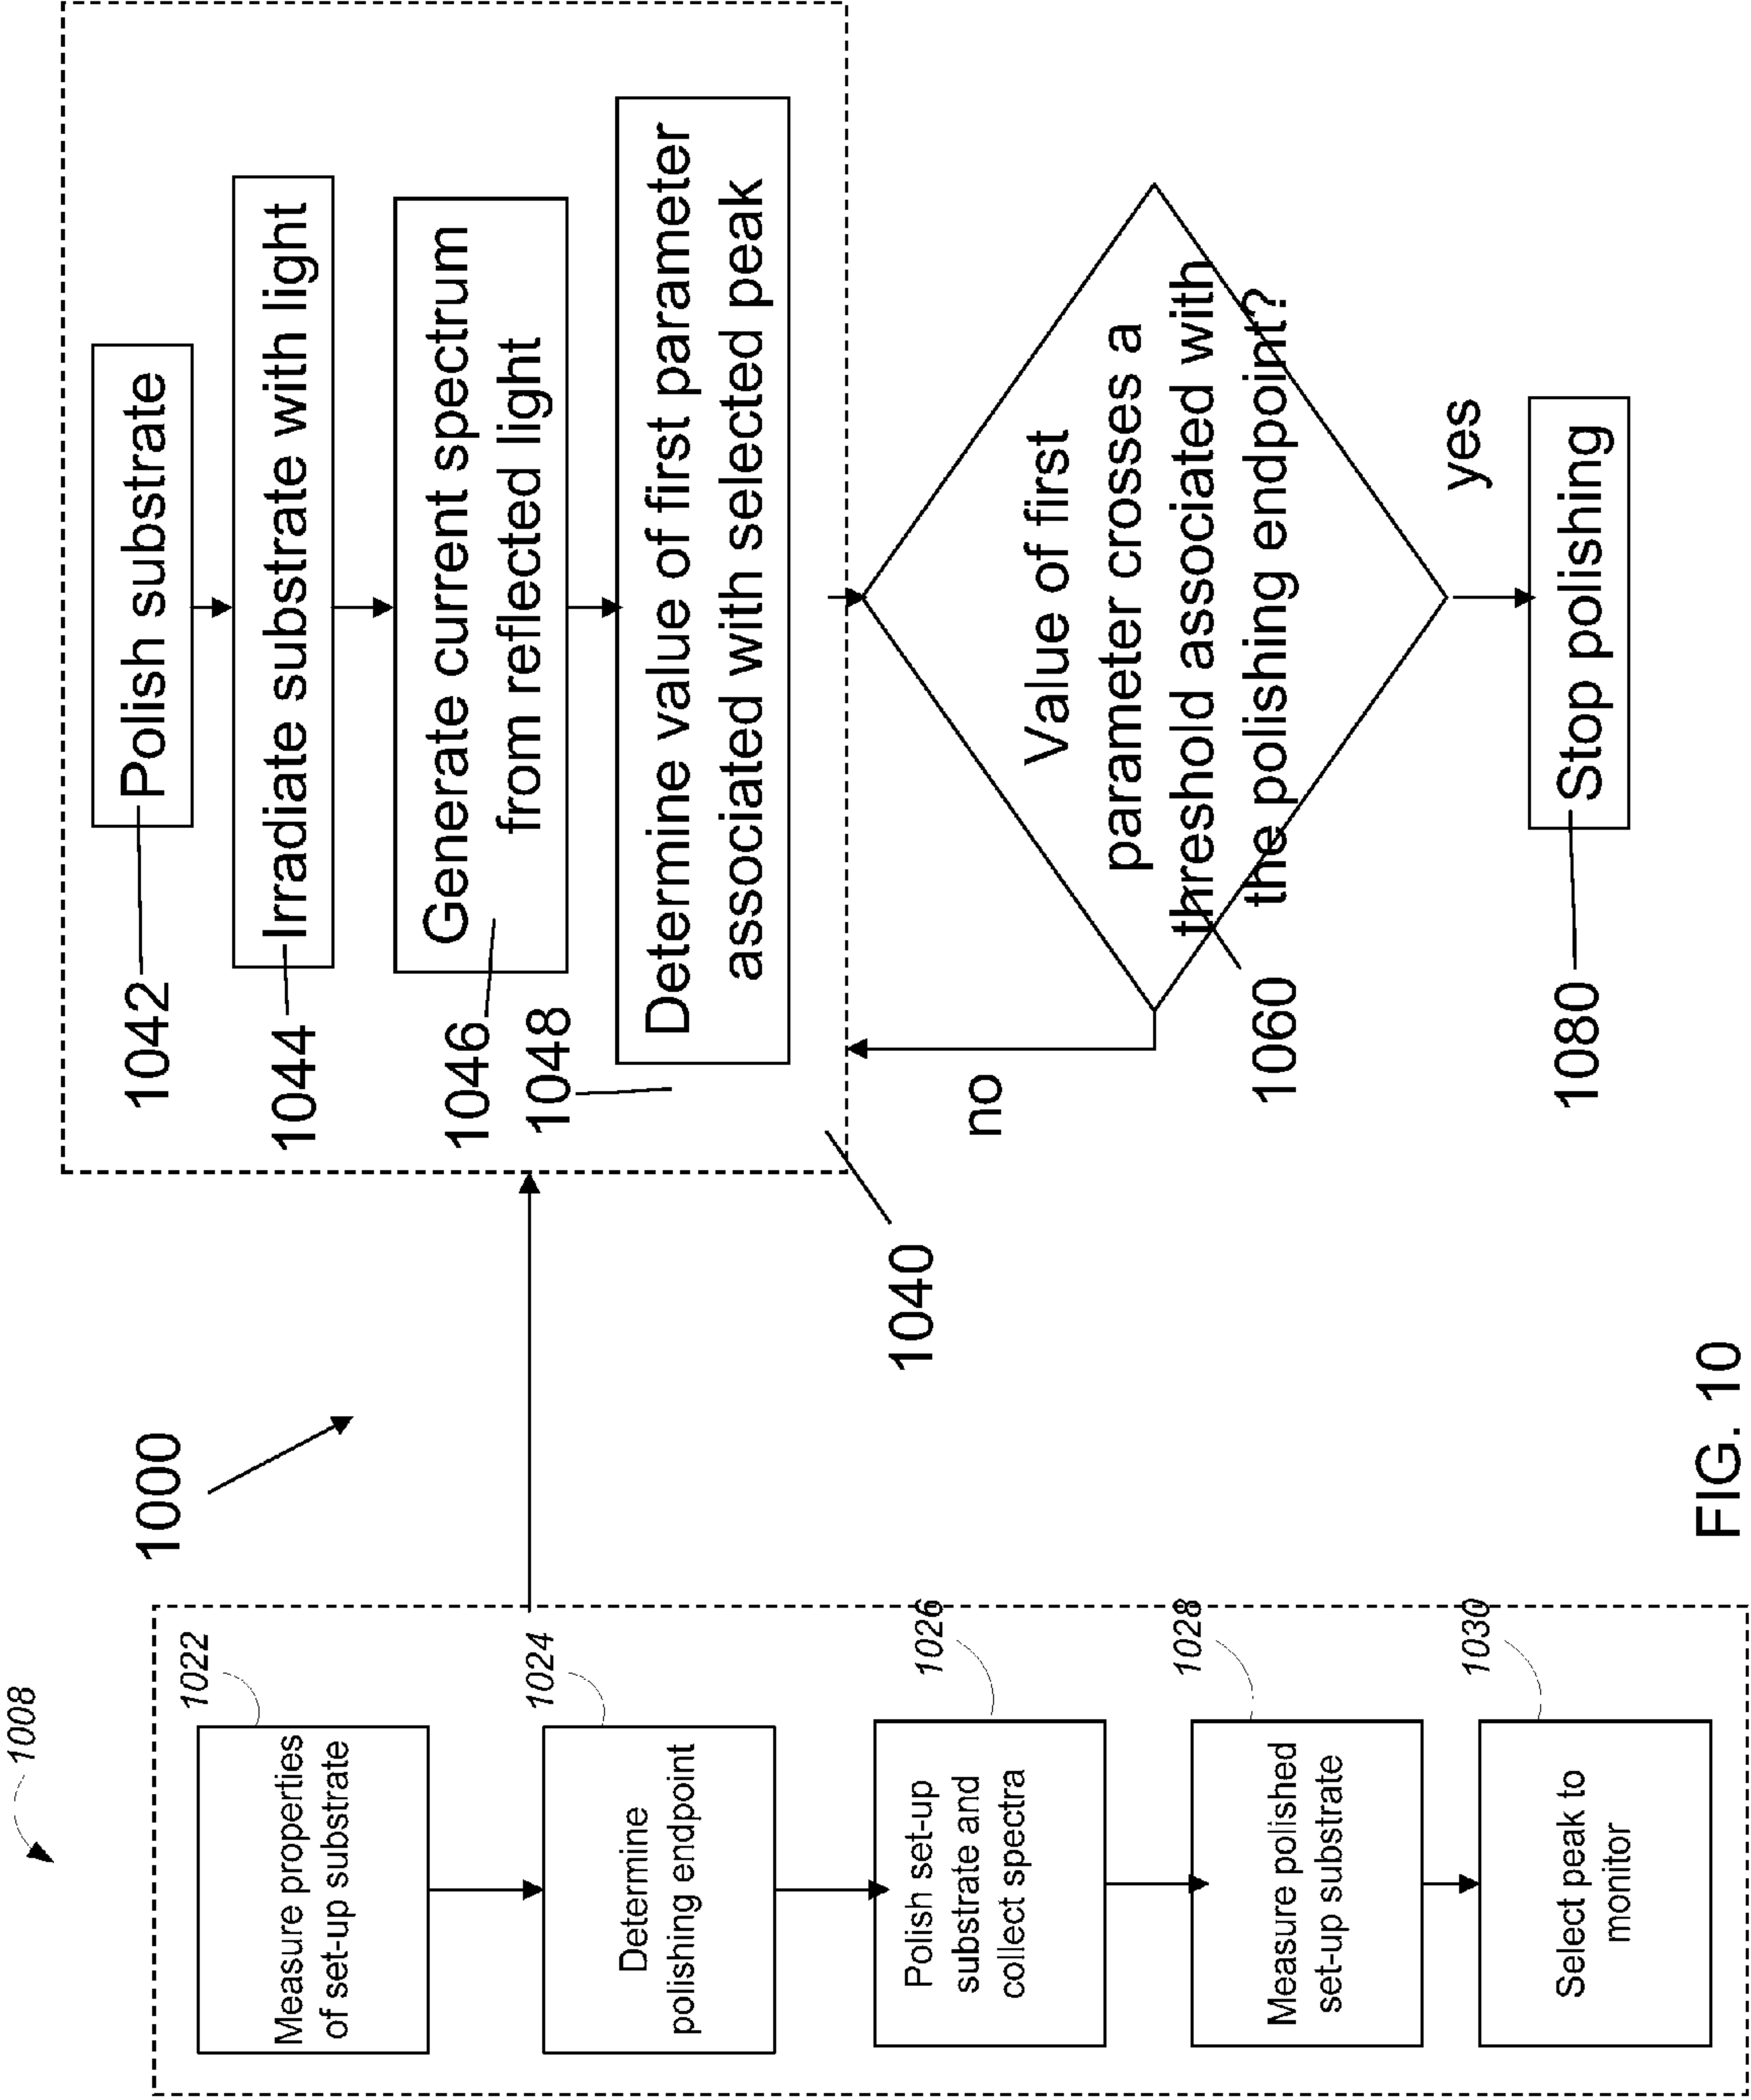 1008
1022
Measure properties
of set-up substrate
1024
Determine
polishing endpoint
1026
Polish set-up
substrate and
collect spectra
1028
Measure polished
set-up substrate
1030
Select peak to
monitor
1000
1042
Polish substrate
1044
Irradiate substrate with light
1046
Generate current spectrum
from reflected light
1048
Determine value of first parameter
associated with selected peak
1040
no
Value of first
parameter crosses a
threshold associated with
the polishing endpoint?
1060
yes
1080
Stop polishing
FIG. 10